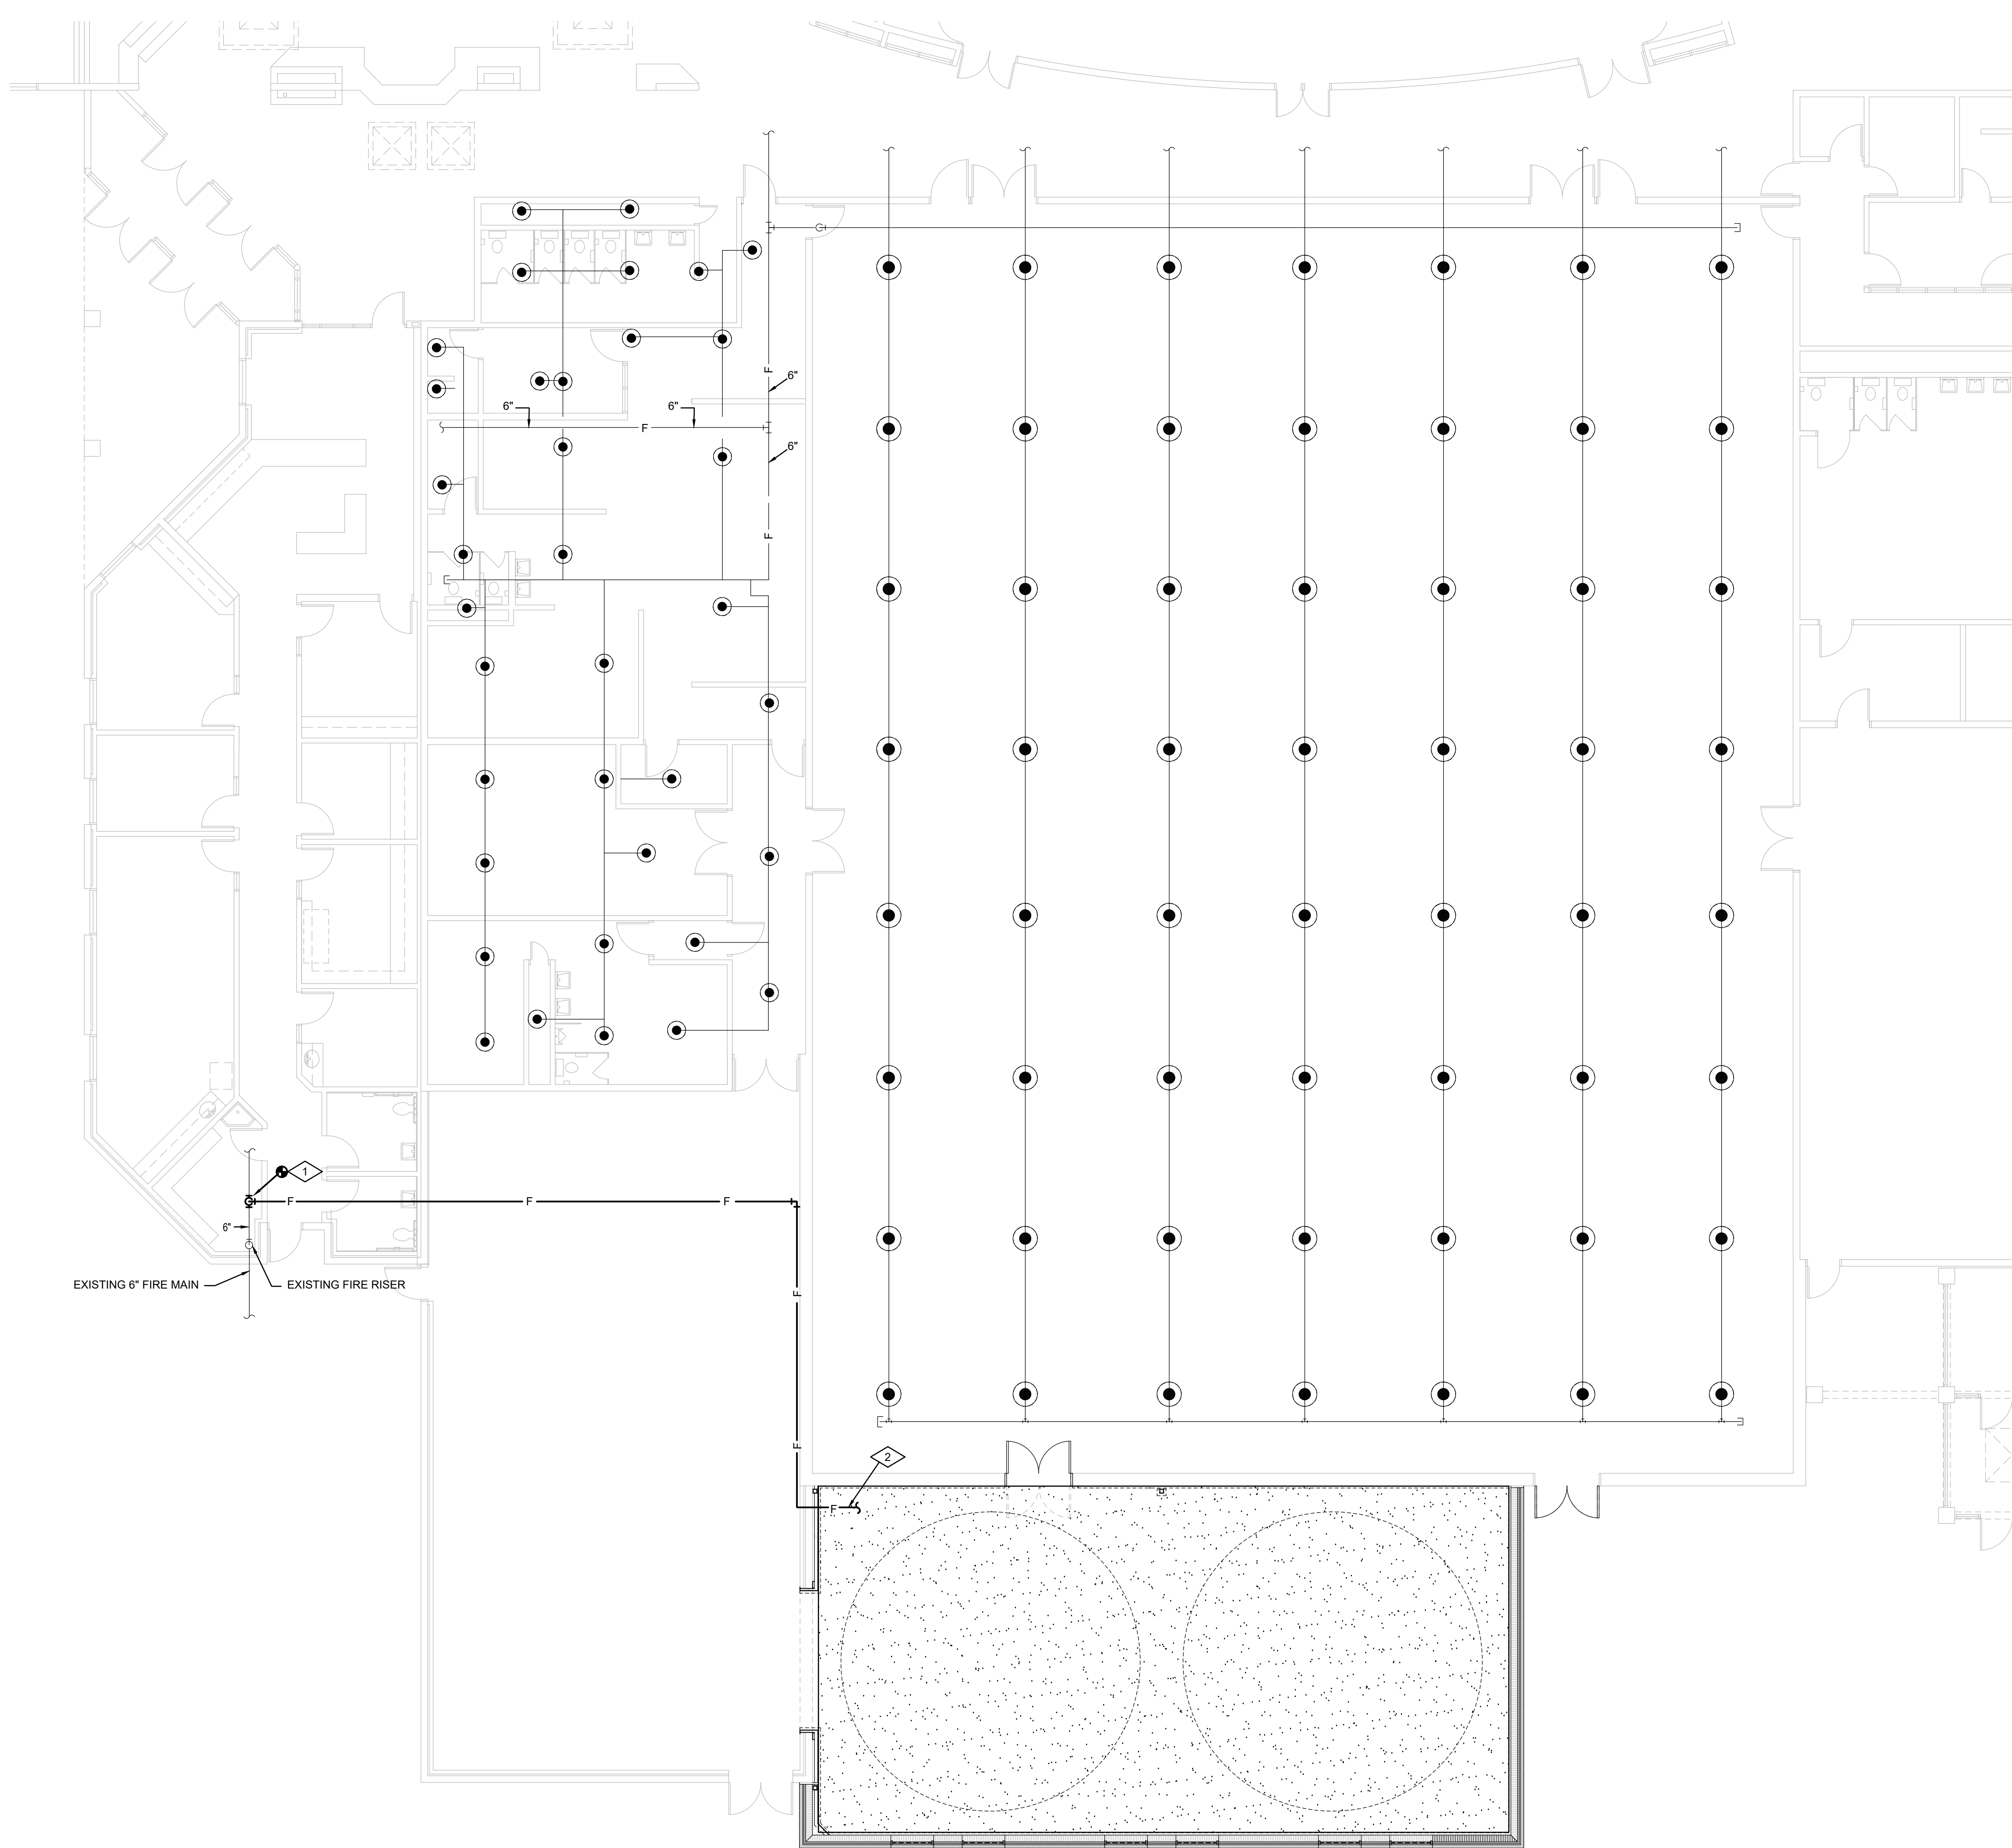 F
6"
6"
6"
F
6"
F
1
F
F
F
6"
EXISTING 6" FIRE MAIN
EXISTING FIRE RISER
F
F
2
F